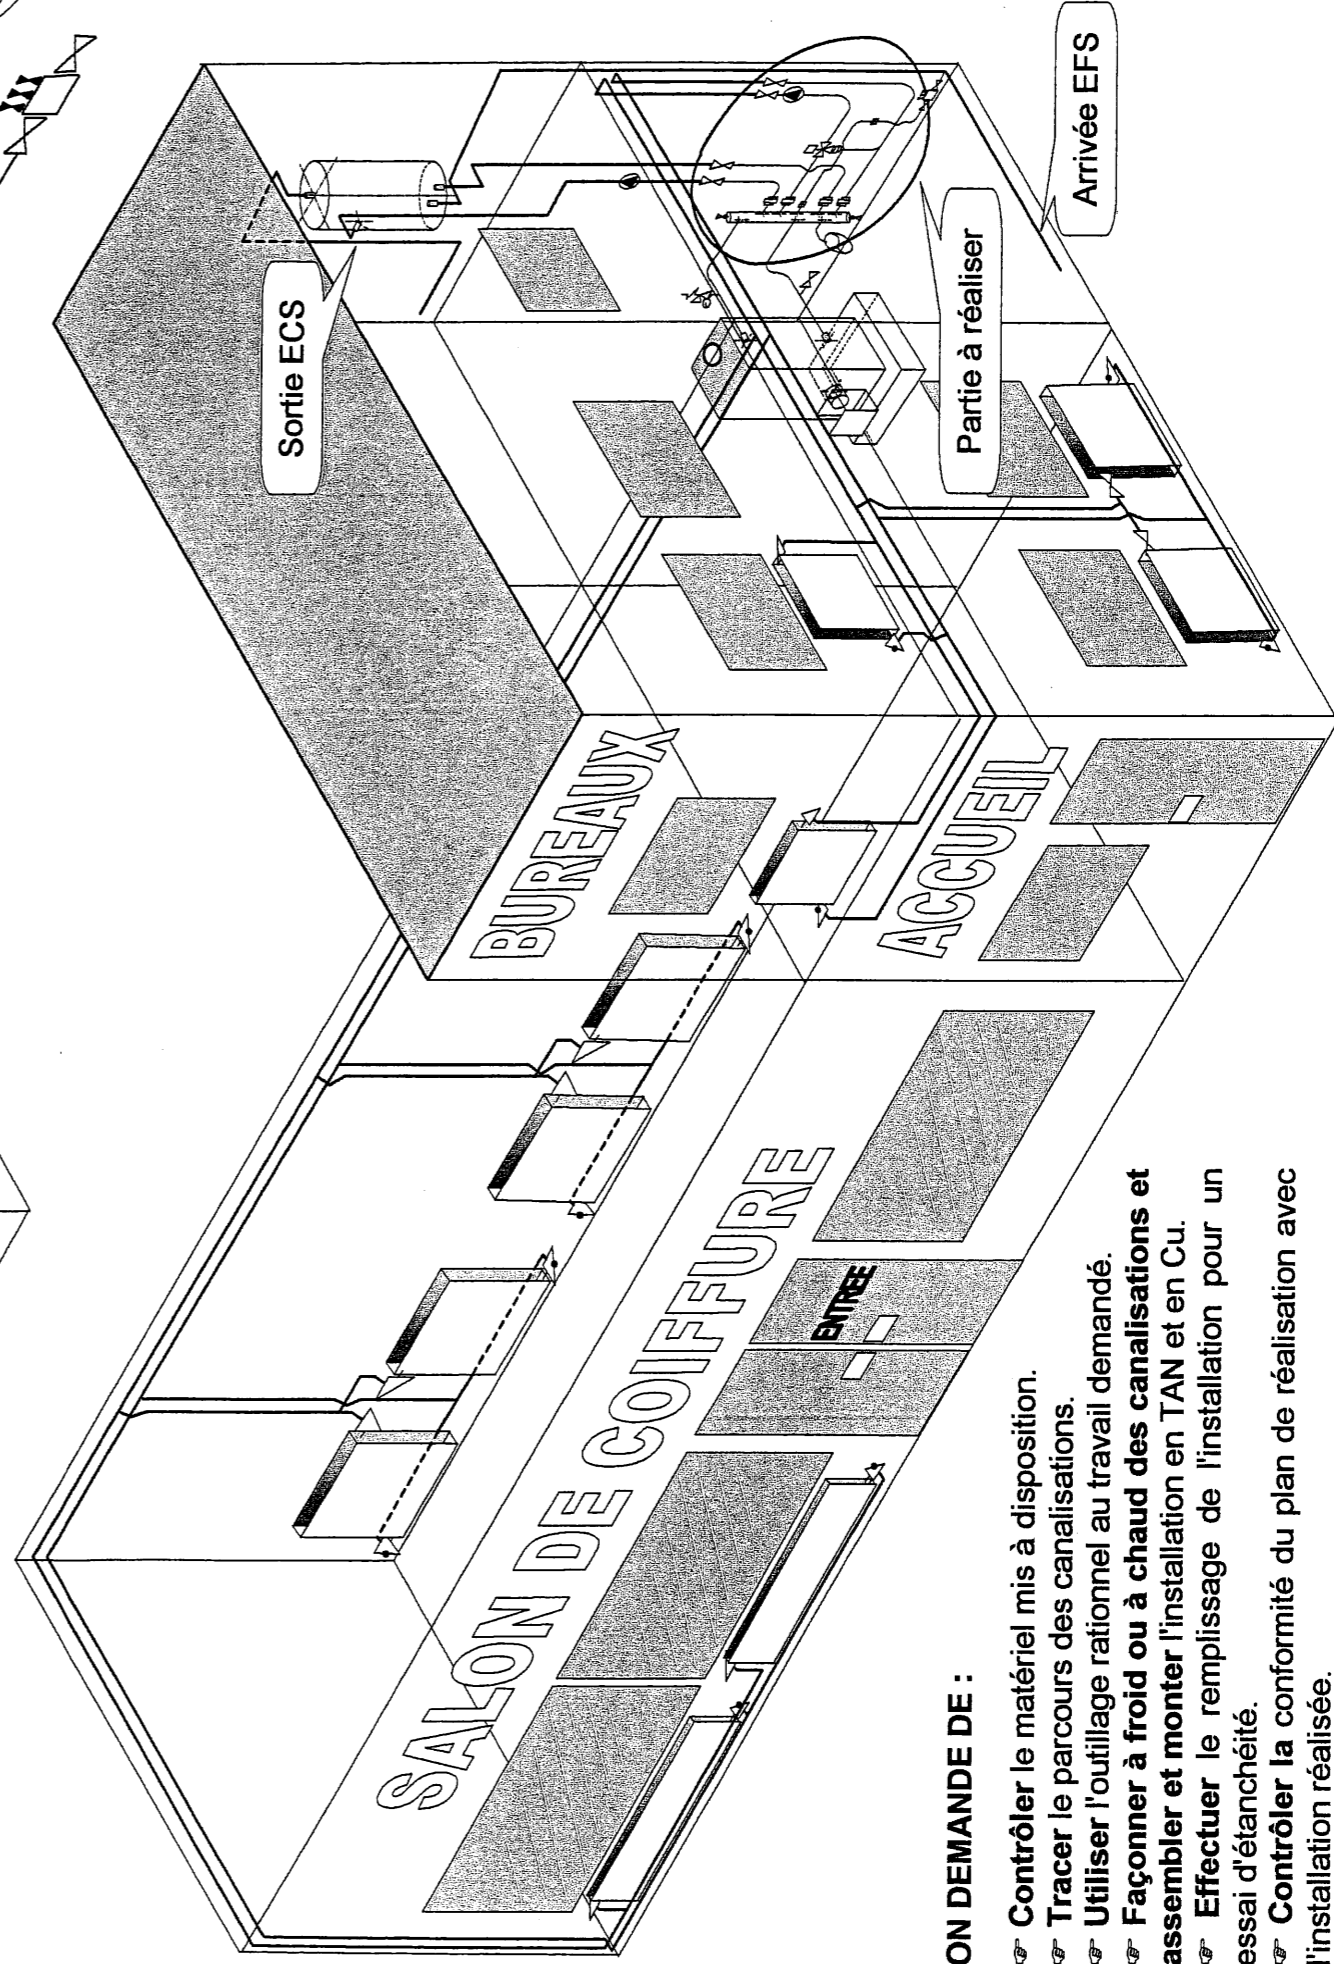 Sortie ECS
Arrivée EFS
Partie à réaliser
BUREAUX
ACCUEIL
SALON DE COIFFURE
ENTREE
ON DEMANDE DE :
☞ Contrôler le matériel mis à disposition.
☞ Tracer le parcours des canalisations.
☞ Utiliser l'outillage rationnel au travail demandé.
☞ Façonner à froid ou à chaud des canalisations et
assembler et monter l'installation en TAN et en Cu.
☞ Effectuer le remplissage de l'installation pour un
essai d'étanchéité.
☞ Contrôler la conformité du plan de réalisation avec
l'installation réalisée.